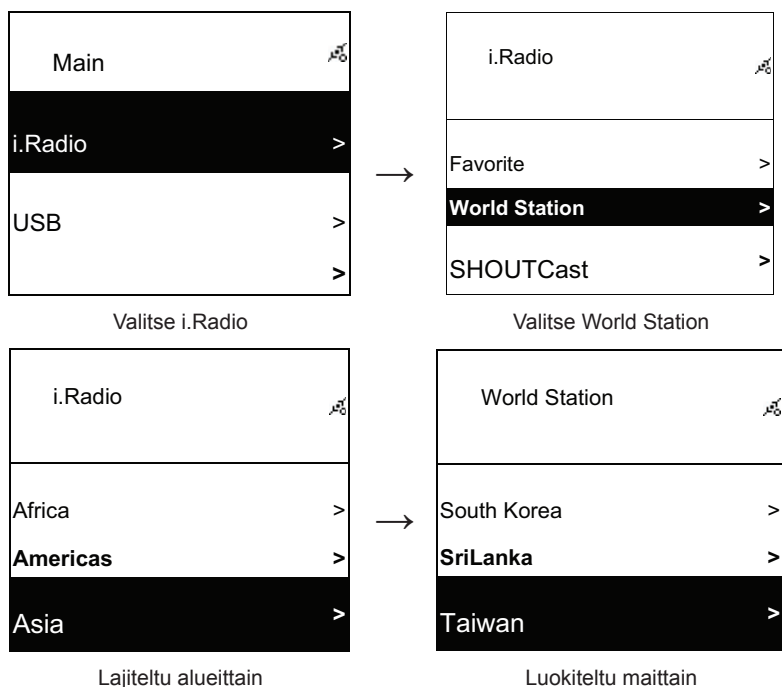 Main
i.Radio >
USB >
>
Valitse i.Radio
→
i.Radio
Favorite >
World Station >
SHOUTCast >
Valitse World Station
i.Radio
Africa >
Americas >
Asia >
Lajiteltu alueittain
→
World Station
South Korea >
SriLanka >
Taiwan >
Luokiteltu maittain